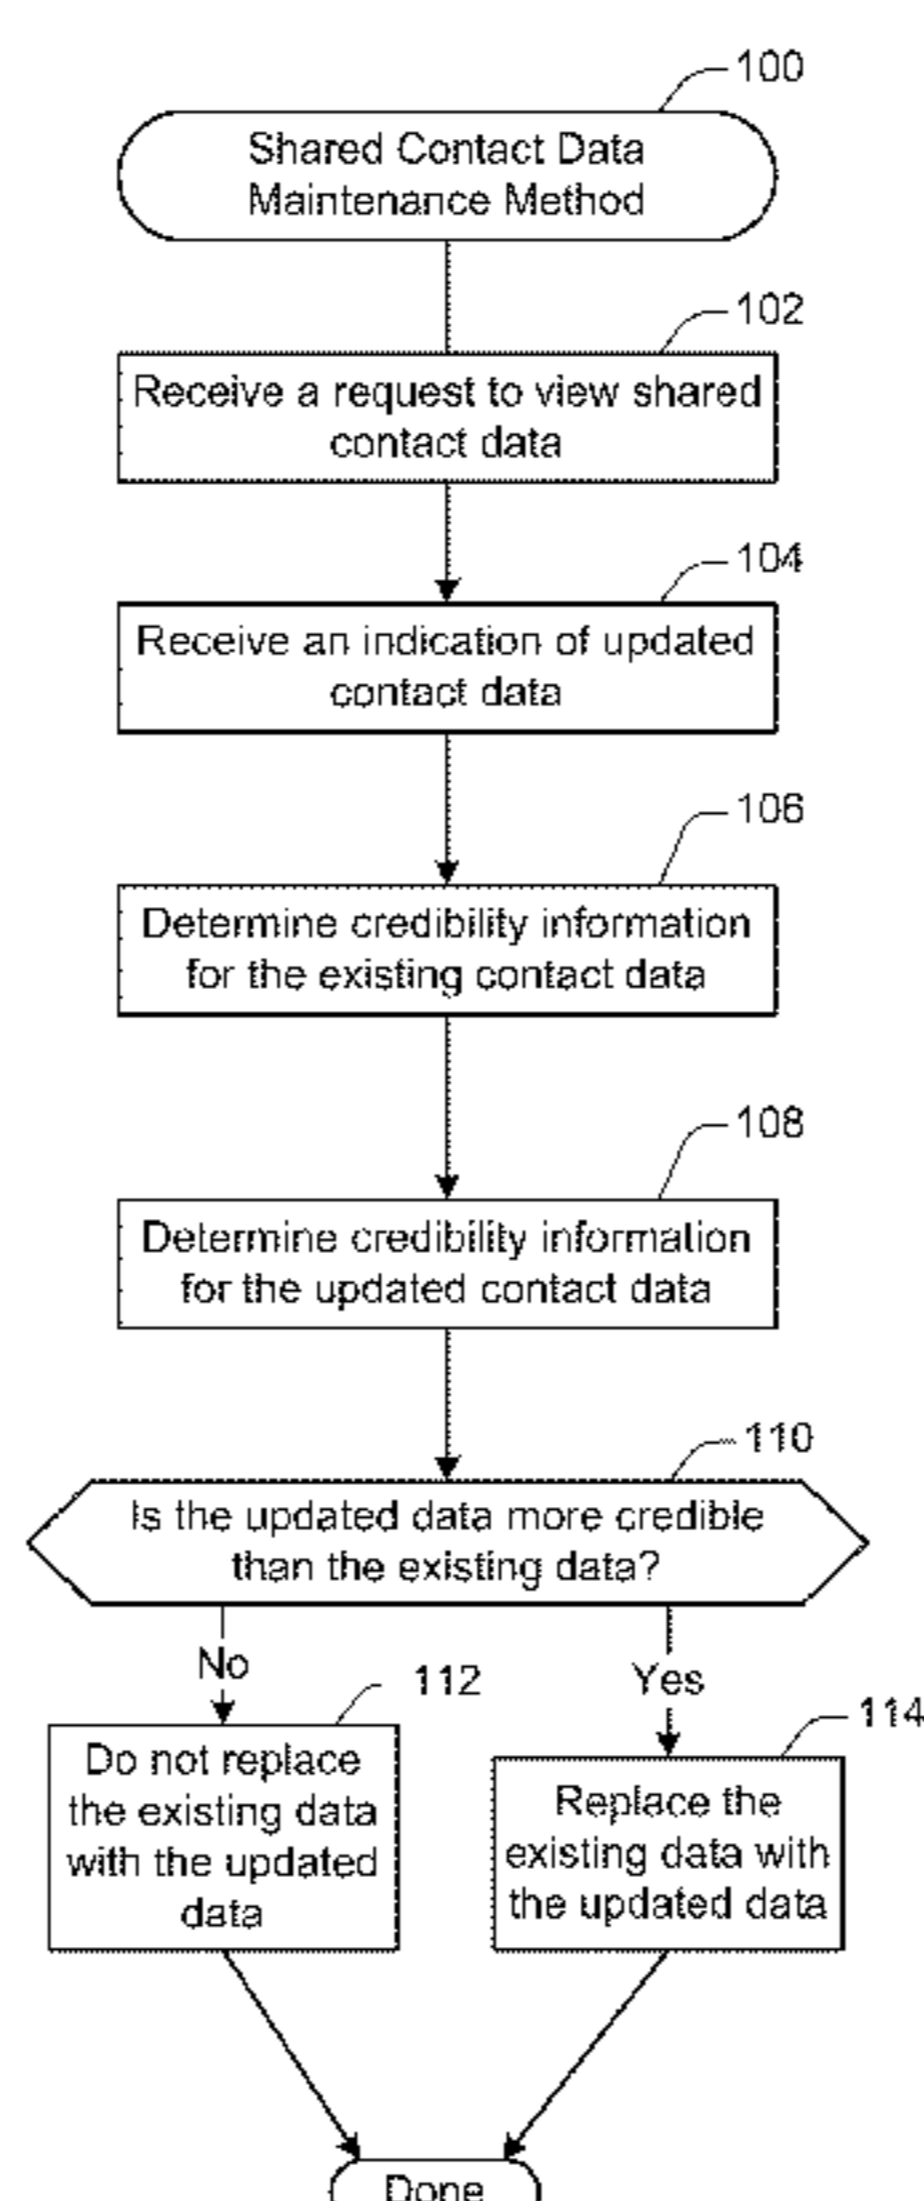 100
Shared Contact Data
Maintenance Method
102
Receive a request to view shared
contact data
104
Receive an indication of updated
contact data
106
Determine credibility information
for the existing contact data
108
Determine credibility information
for the updated contact data
110
Is the updated data more credible
than the existing data?
No
Yes
112
Do not replace
the existing data
with the updated
data
114
Replace the
existing data with
the updated data
Done